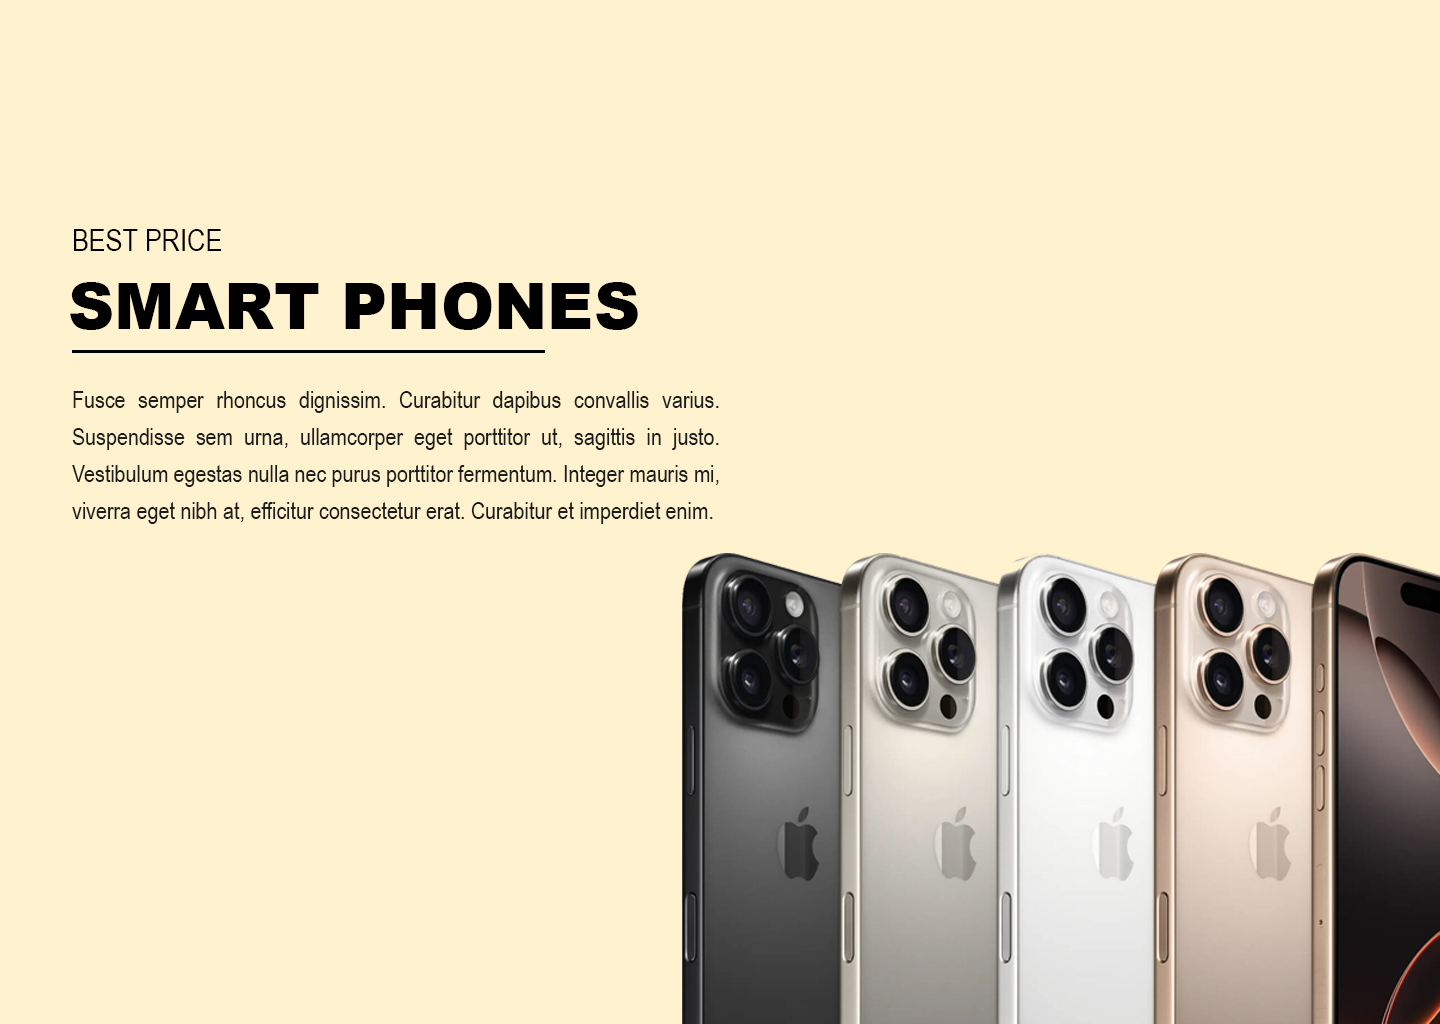 BEST PRICE
SMART PHONES
Fusce semper rhoncus dignissim. Curabitur dapibus convallis varius.
Suspendisse sem urna, ullamcorper eget porttitor ut, sagittis in justo.
Vestibulum egestas nulla nec purus porttitor fermentum. Integer mauris mi,
viverra eget nibh at, efficitur consectetur erat. Curabitur et imperdiet enim.